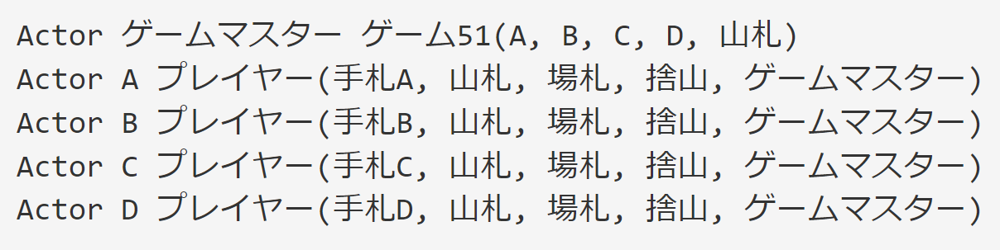 Actor ゲームマスター ゲーム51(A, B, C, D, 山札)
Actor A プレイヤー(手札A, 山札, 場札, 捨山, ゲームマスター)
Actor B プレイヤー(手札B, 山札, 場札, 捨山, ゲームマスター)
Actor C プレイヤー(手札C, 山札, 場札, 捨山, ゲームマスター)
Actor D プレイヤー(手札D, 山札, 場札, 捨山, ゲームマスター)